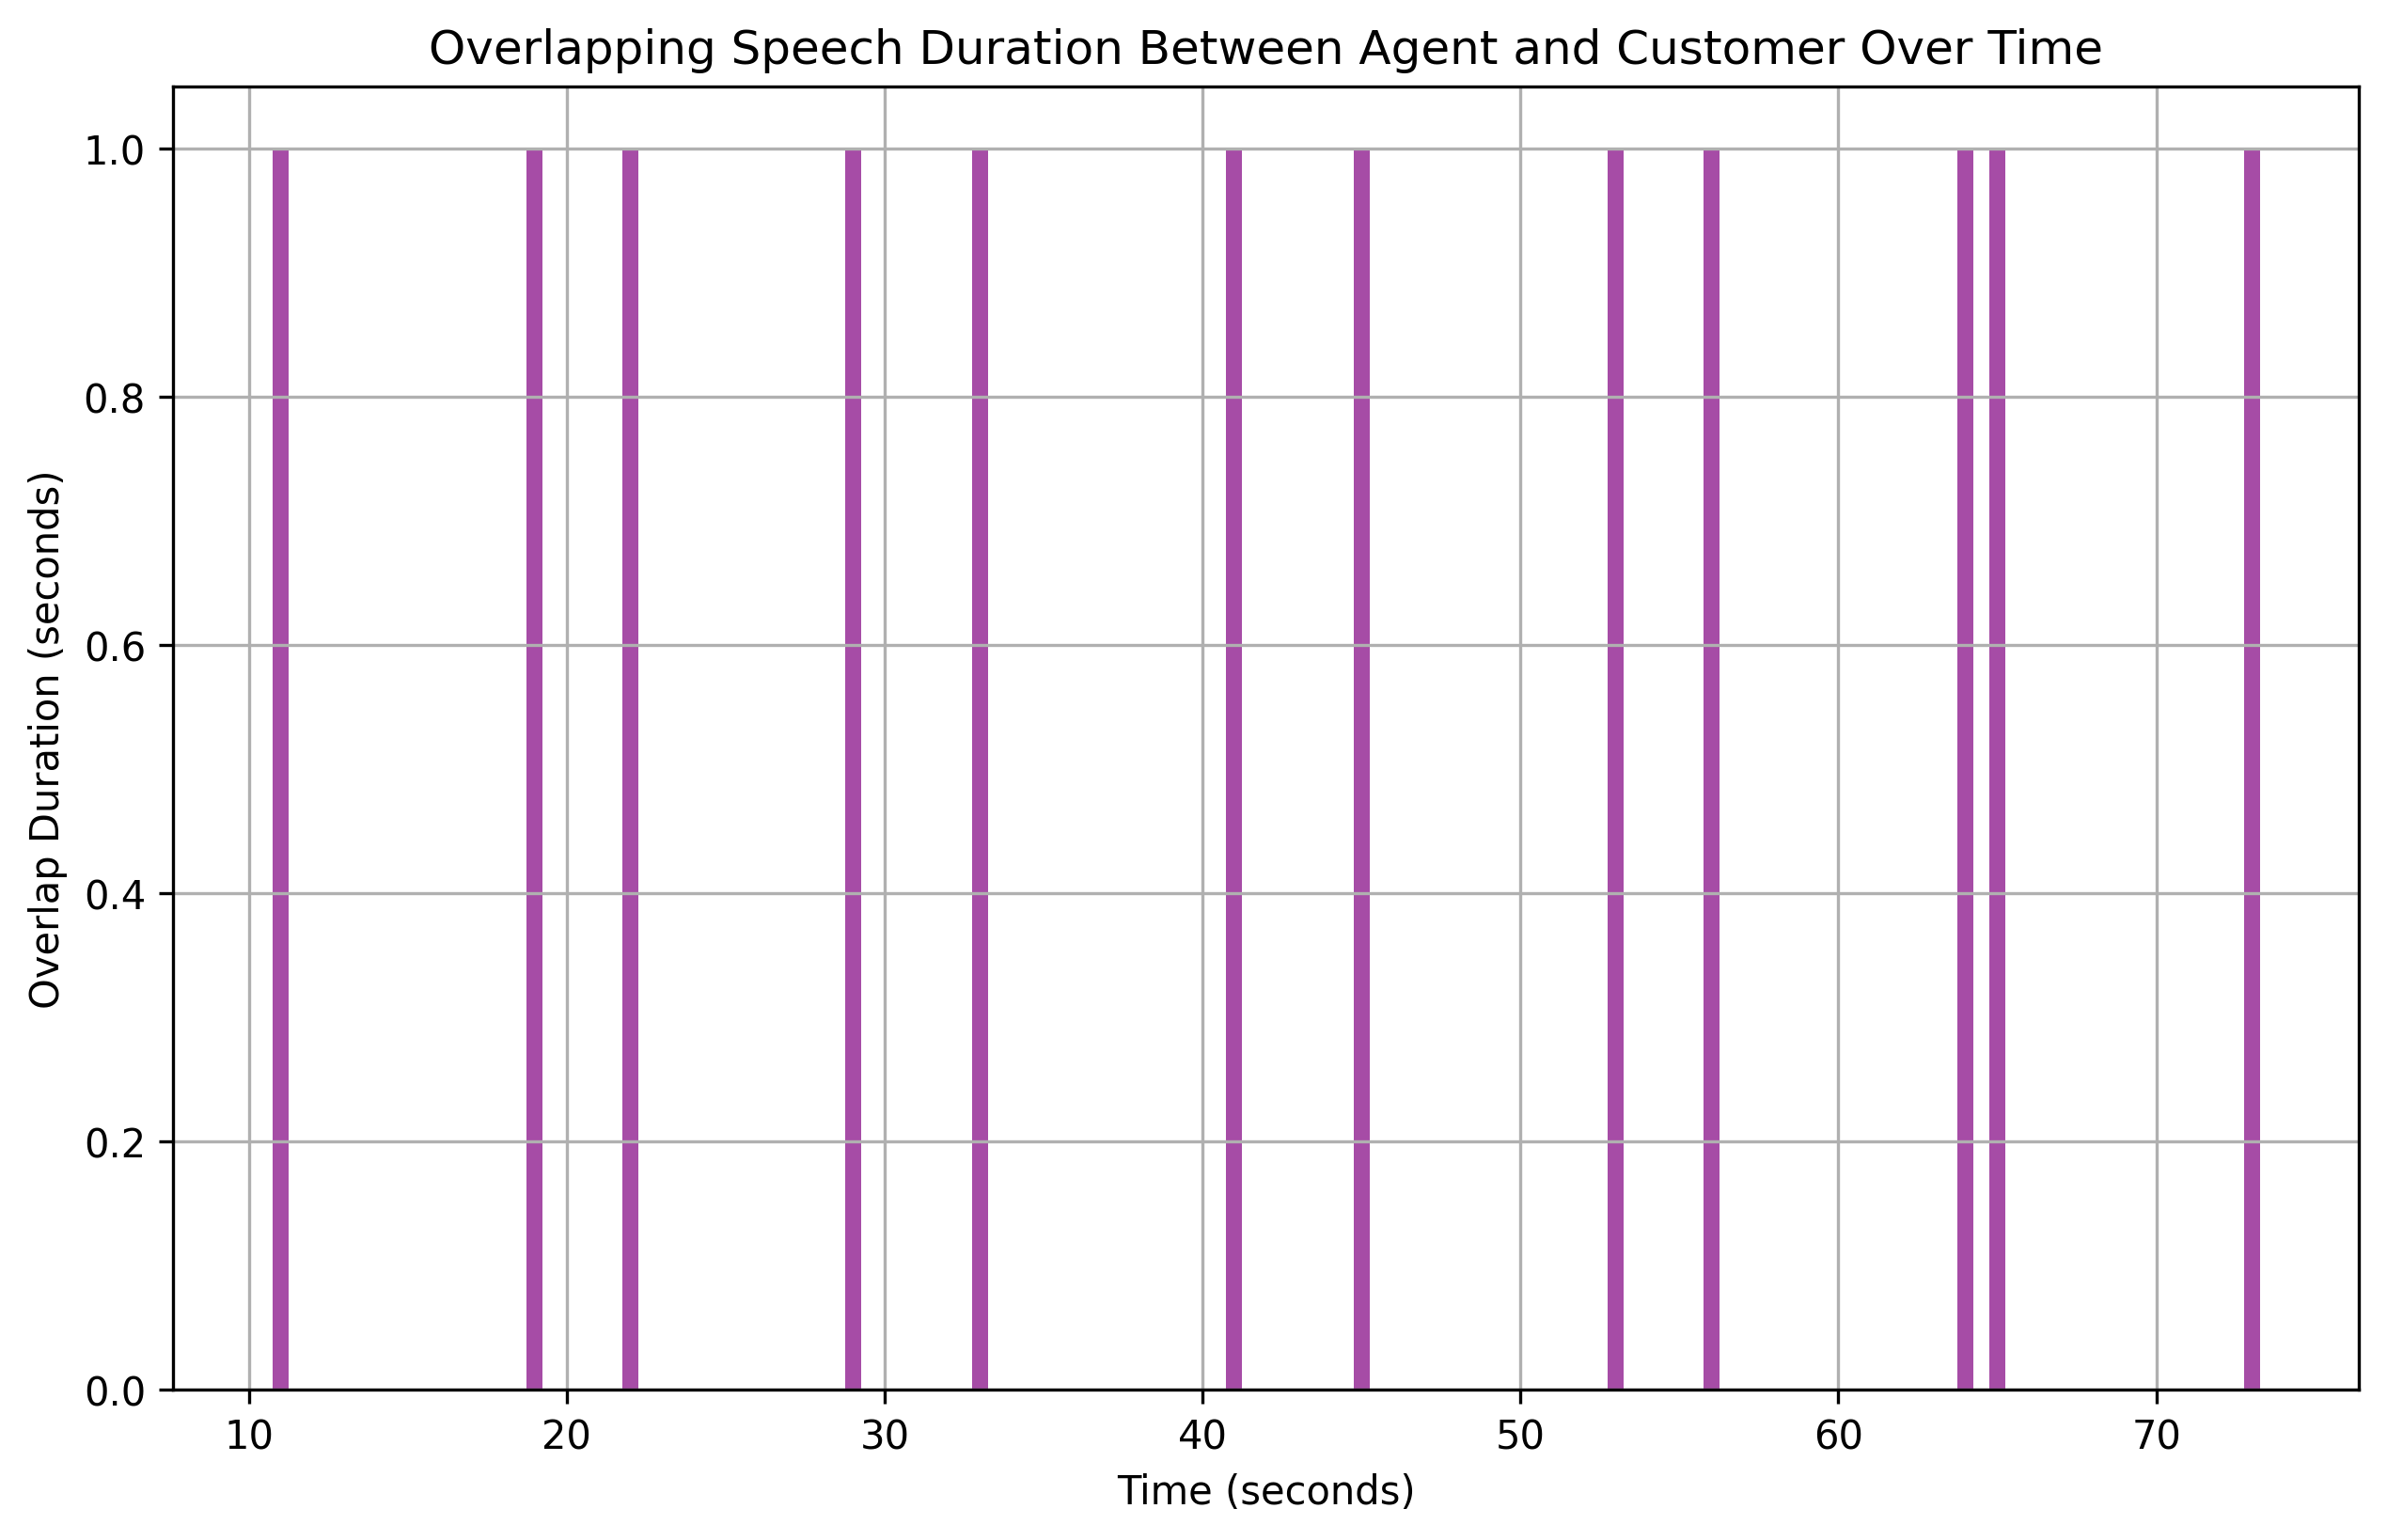 Overlapping Speech Duration Between Agent and Customer Over Time
1.0
0.8
0.6
0.4
0.2
0.0
Overlap Duration (seconds)
10 20 30 40 50 60 70
Time (seconds)